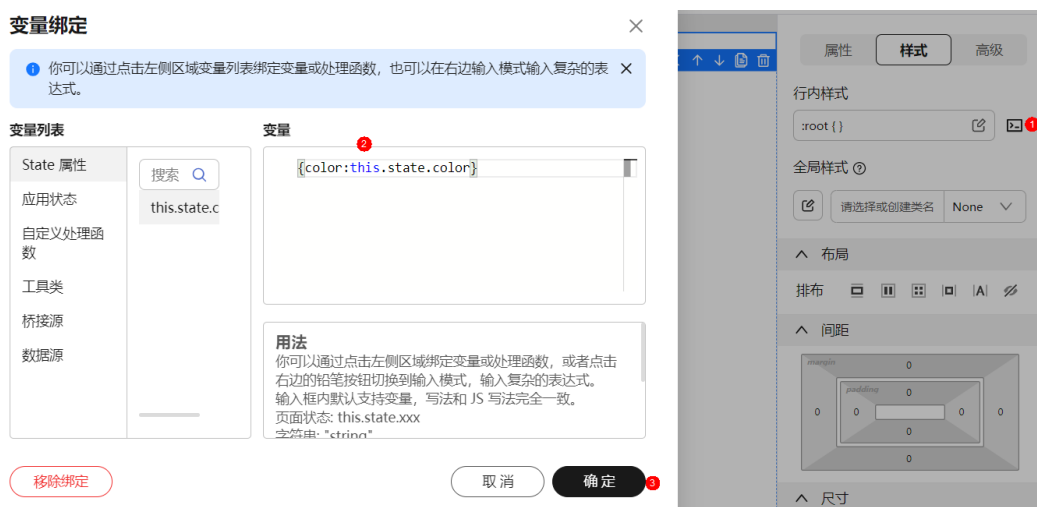 变量绑定
你可以通过点击左侧区域变量列表绑定变量或处理函数，也可以在右边输入模式输入复杂的表
达式。
变量列表
变量
2
State 属性
应用状态
自定义处理函
数
工具类
桥接源
数据源
搜索
this.state.c
{color:this.state.color}
用法
你可以通过点击左侧区域绑定变量或处理函数，或者点击
右边的铅笔按钮切换到输入模式，输入复杂的表达式。
输入框内默认支持变量，写法和 JS 写法完全一致。
页面状态: this.state.xxx
字符串: "string"
移除绑定
取消
确定
3
属性
样式
高级
行内样式
:root { }
1
全局样式
请选择或创建类名
None
布局
排布
间距
margin
0
padding
0
0
0
0
0
0
0
尺寸